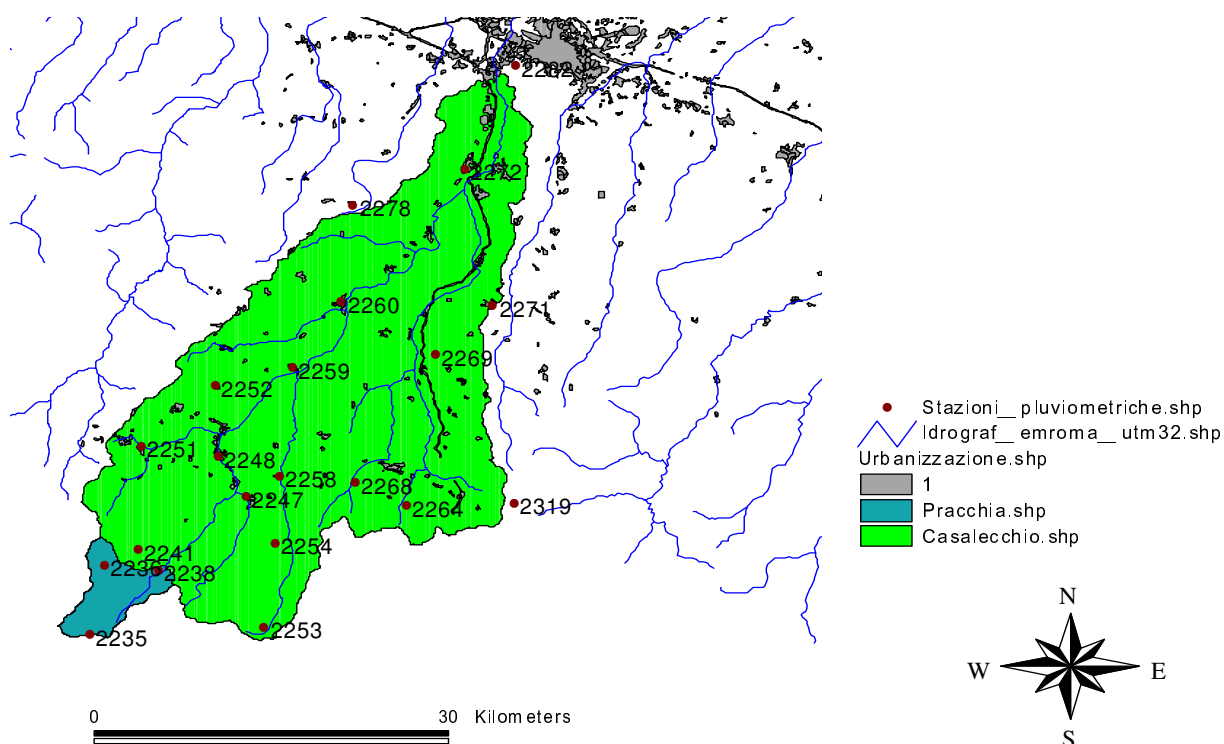 2282
2272
2278
2260
2271
2269
2259
2252
2251
2248
2258
2247
2268
2264
2319
2254
2241
2236
2238
2253
2235
Stazioni__pluviometriche.shp
Idrograf__emroma__utm32.shp
Urbanizzazione.shp
1
Pracchia.shp
Casalecchio.shp
N
W E
S
0 30 Kilometers